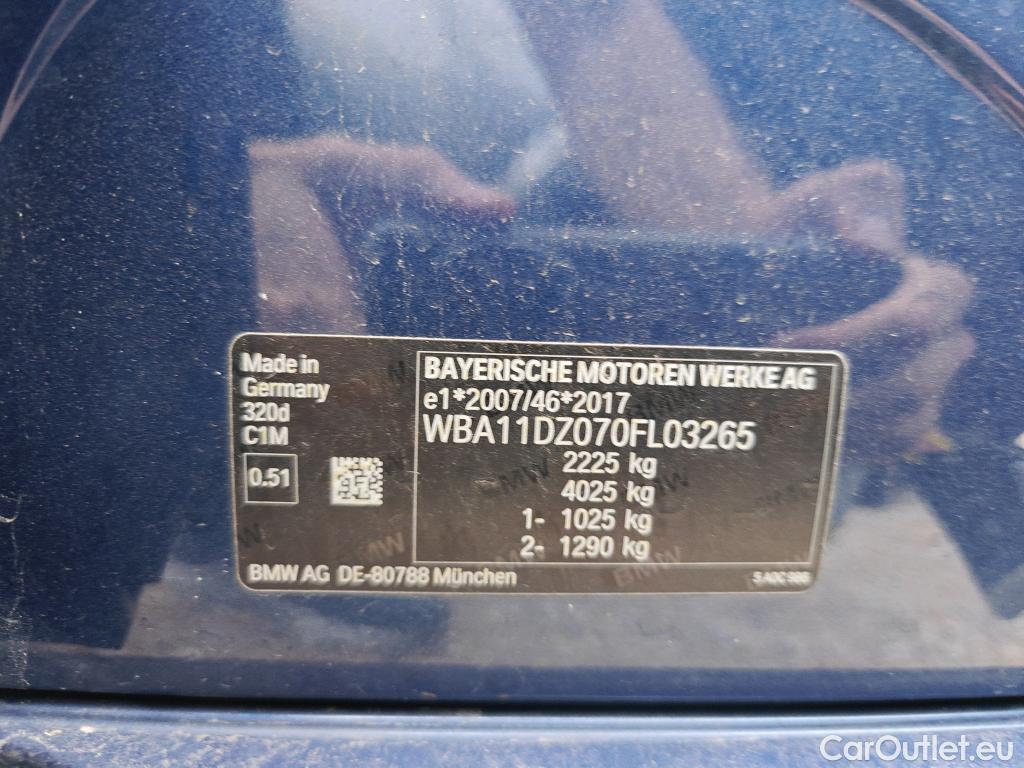 Made in
Germany
320d
C1M
0.51
BAYERISCHE MOTOREN WERKE AG
e1*2007/46*2017
WBA11DZ070FL03265
2225 kg
4025 kg
1- 1025 kg
2- 1290 kg
BMW AG DE-80788 München
CarOutlet.eu